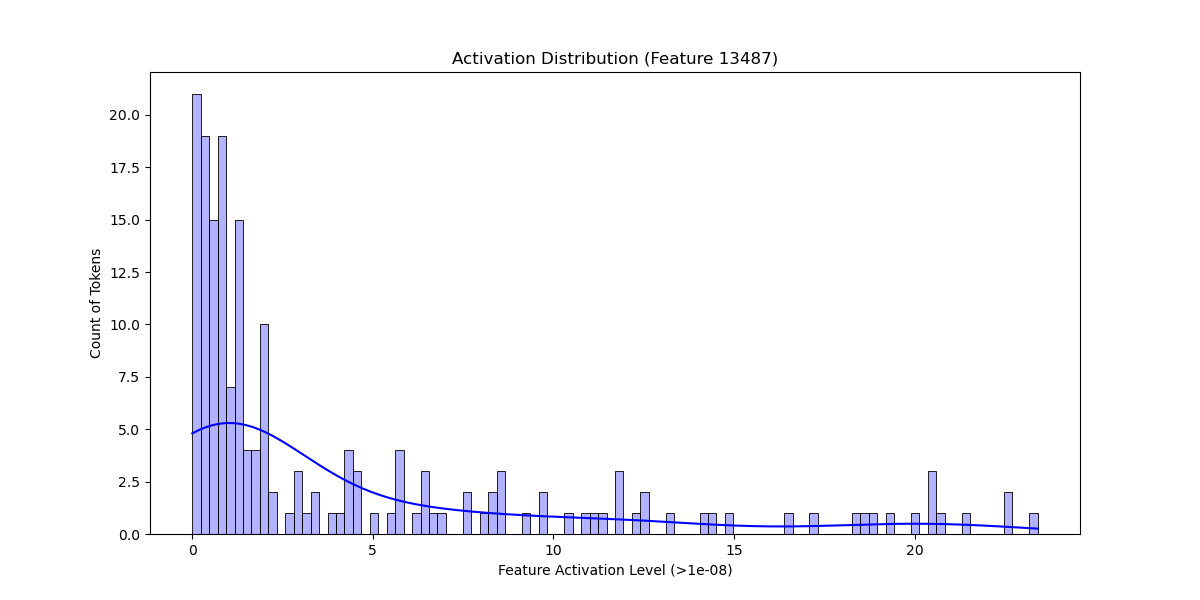 Activation Distribution (Feature 13487)
20.0
17.5
15.0
12.5
10.0
7.5
5.0
2.5
0.0
Count of Tokens
0 5 10 15 20
Feature Activation Level (>1e-08)